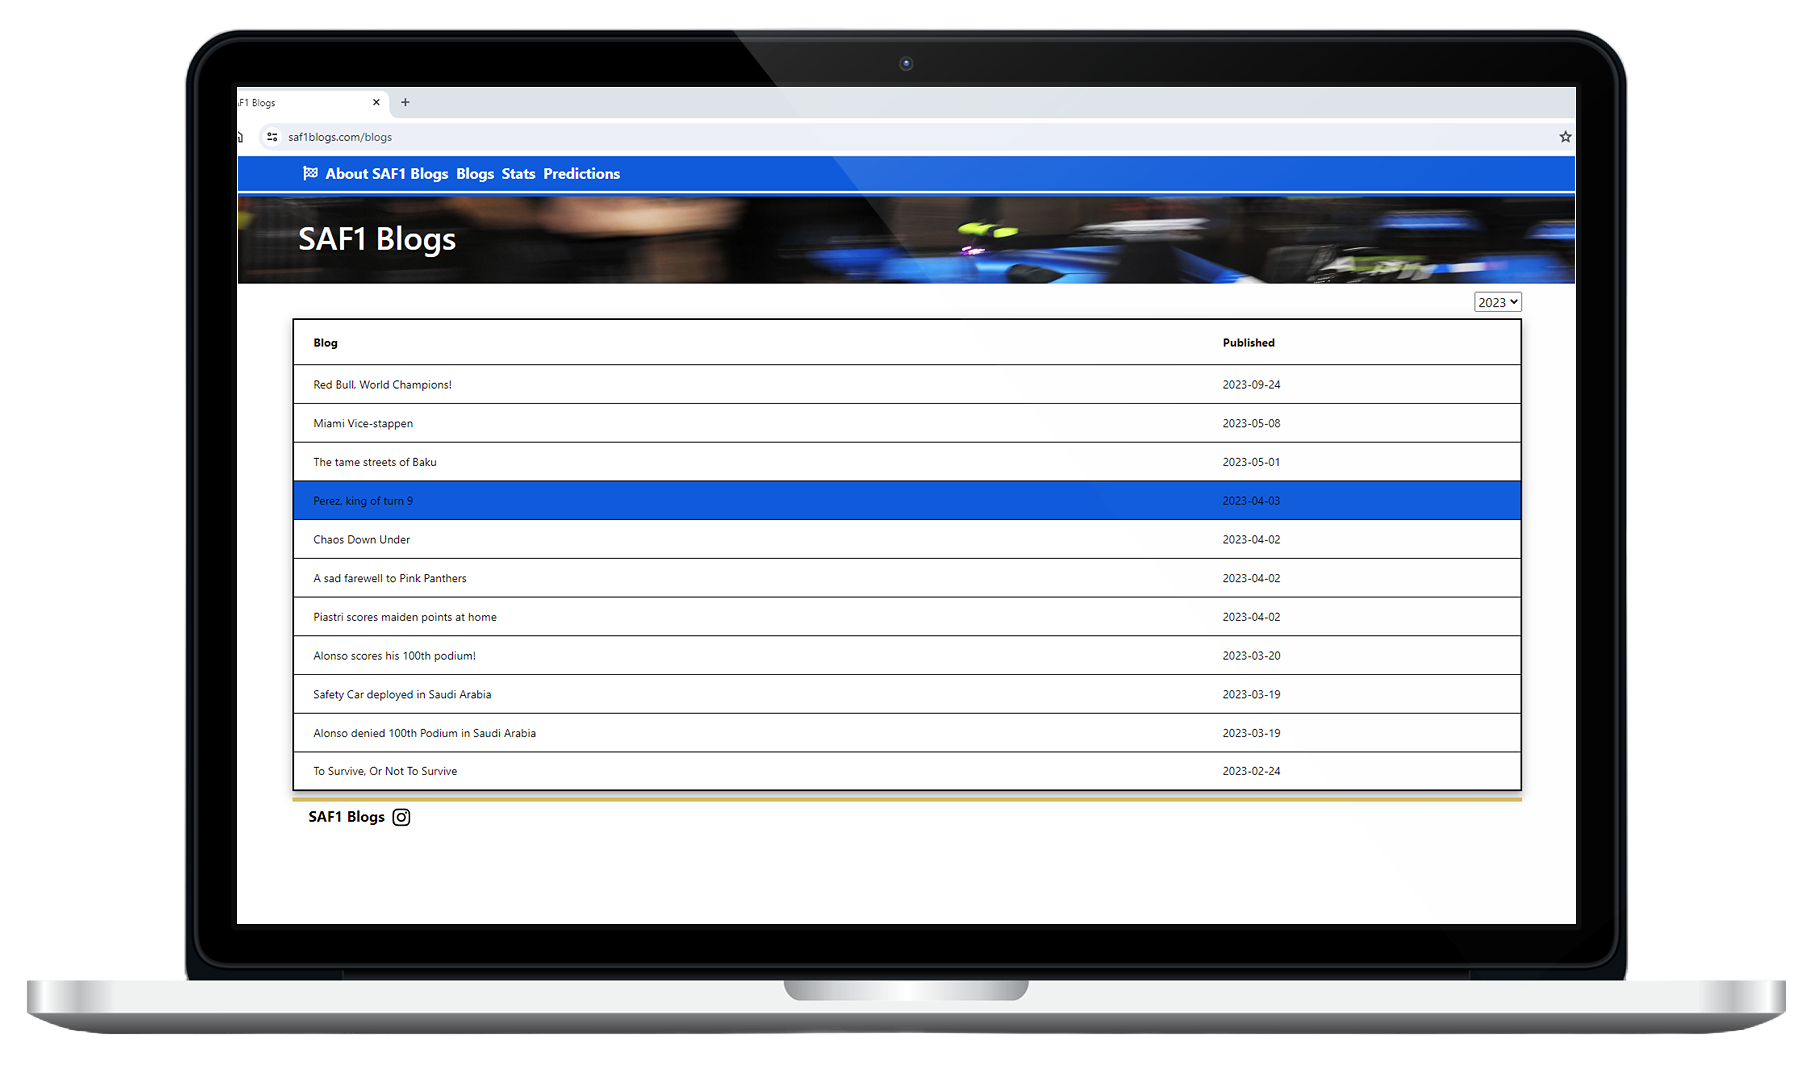 F1 Blogs
saf1blogs.com/blogs
About SAF1 Blogs Blogs Stats Predictions
SAF1 Blogs
2023
Blog Published
Red Bull, World Champions! 2023-09-24
Miami Vice-stappen 2023-05-08
The tame streets of Baku 2023-05-01
Perez, king of turn 9 2023-04-03
Chaos Down Under 2023-04-02
A sad farewell to Pink Panthers 2023-04-02
Piastri scores maiden points at home 2023-04-02
Alonso scores his 100th podium! 2023-03-20
Safety Car deployed in Saudi Arabia 2023-03-19
Alonso denied 100th Podium in Saudi Arabia 2023-03-19
To Survive, Or Not To Survive 2023-02-24
SAF1 Blogs